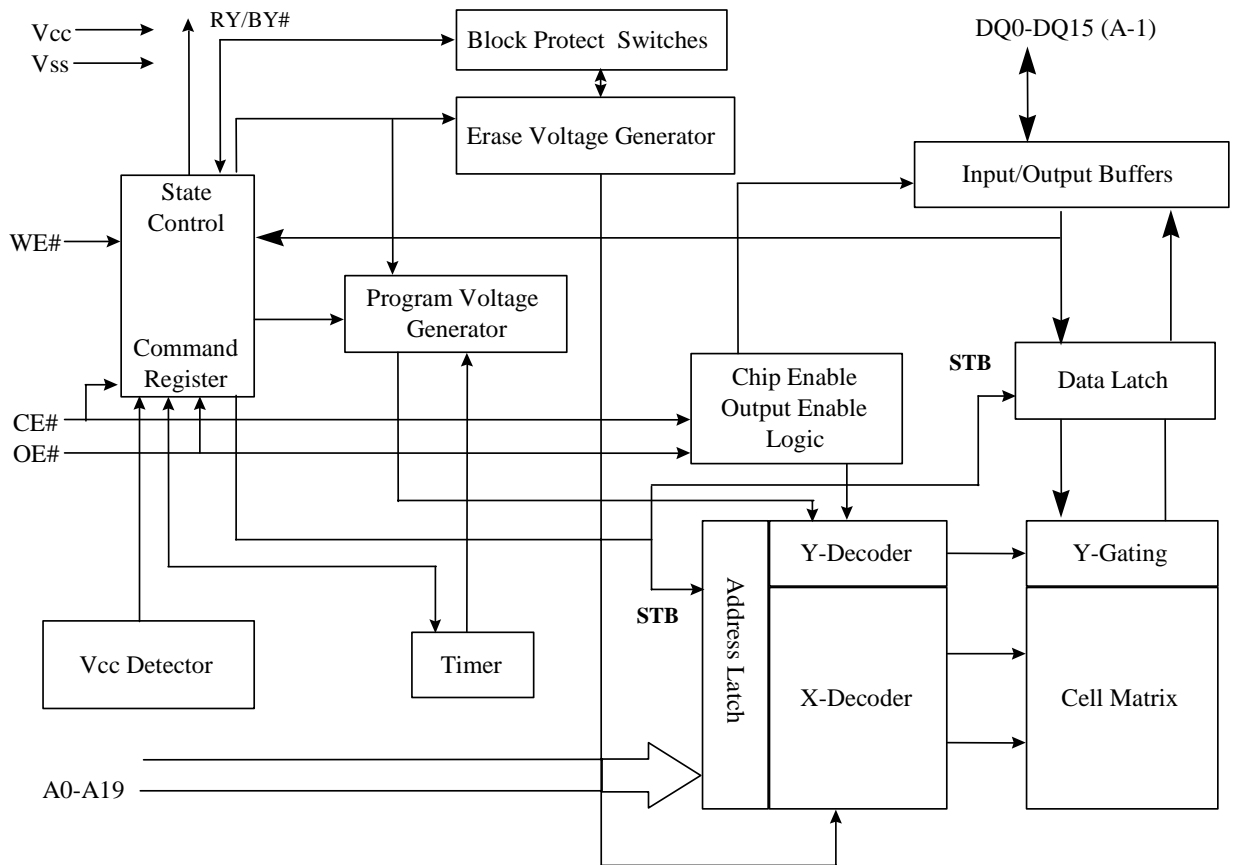 RY/BY#
Vcc
Vss
Block Protect Switches
DQ0-DQ15 (A-1)
Erase Voltage Generator
Input/Output Buffers
State
Control
WE#
Program Voltage
Generator
Command
Register
STB
Chip Enable
Output Enable
Logic
Data Latch
CE#
OE#
Y-Decoder
Y-Gating
Address Latch
STB
Vcc Detector
Timer
X-Decoder
Cell Matrix
A0-A19